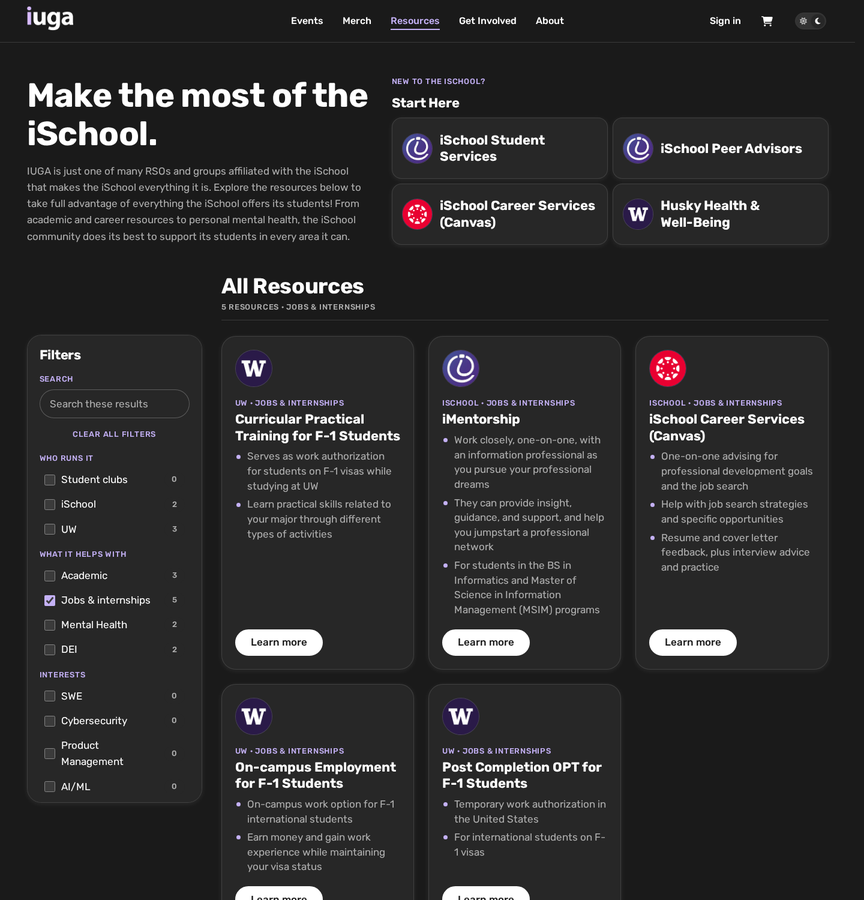 iuga
Events
Merch
Resources
Get Involved
About
Sign in
Make the most of the
iSchool.
IUGA is just one of many RSOs and groups affiliated with the iSchool
that makes the iSchool everything it is. Explore the resources below to
take full advantage of everything the iSchool offers its students! From
academic and career resources to personal mental health, the iSchool
community does its best to support its students in every area it can.
NEW TO THE ISCHOOL?
Start Here
iSchool Student
Services
iSchool Peer Advisors
iSchool Career Services
(Canvas)
W
Husky Health &
Well-Being
All Resources
5 RESOURCES • JOBS & INTERNSHIPS
Filters
SEARCH
Search these results
CLEAR ALL FILTERS
WHO RUNS IT
Student clubs 0
iSchool 2
UW 3
WHAT IT HELPS WITH
Academic 3
Jobs & internships 5
Mental Health 2
DEI 2
INTERESTS
SWE 0
Cybersecurity 0
Product
Management 0
AI/ML 0
W
UW • JOBS & INTERNSHIPS
Curricular Practical
Training for F-1 Students
• Serves as work authorization
for students on F-1 visas while
studying at UW
• Learn practical skills related to
your major through different
types of activities
Learn more
ISCHOOL • JOBS & INTERNSHIPS
iMentorship
• Work closely, one-on-one, with
an information professional as
you pursue your professional
dreams
• They can provide insight,
guidance, and support, and help
you jumpstart a professional
network
• For students in the BS in
Informatics and Master of
Science in Information
Management (MSIM) programs
Learn more
ISCHOOL • JOBS & INTERNSHIPS
iSchool Career Services
(Canvas)
• One-on-one advising for
professional development goals
and the job search
• Help with job search strategies
and specific opportunities
• Resume and cover letter
feedback, plus interview advice
and practice
Learn more
W
UW • JOBS & INTERNSHIPS
On-campus Employment
for F-1 Students
• On-campus work option for F-1
international students
• Earn money and gain work
experience while maintaining
your visa status
Learn more
W
UW • JOBS & INTERNSHIPS
Post Completion OPT for
F-1 Students
• Temporary work authorization in
the United States
• For international students on F-
1 visas
Learn more